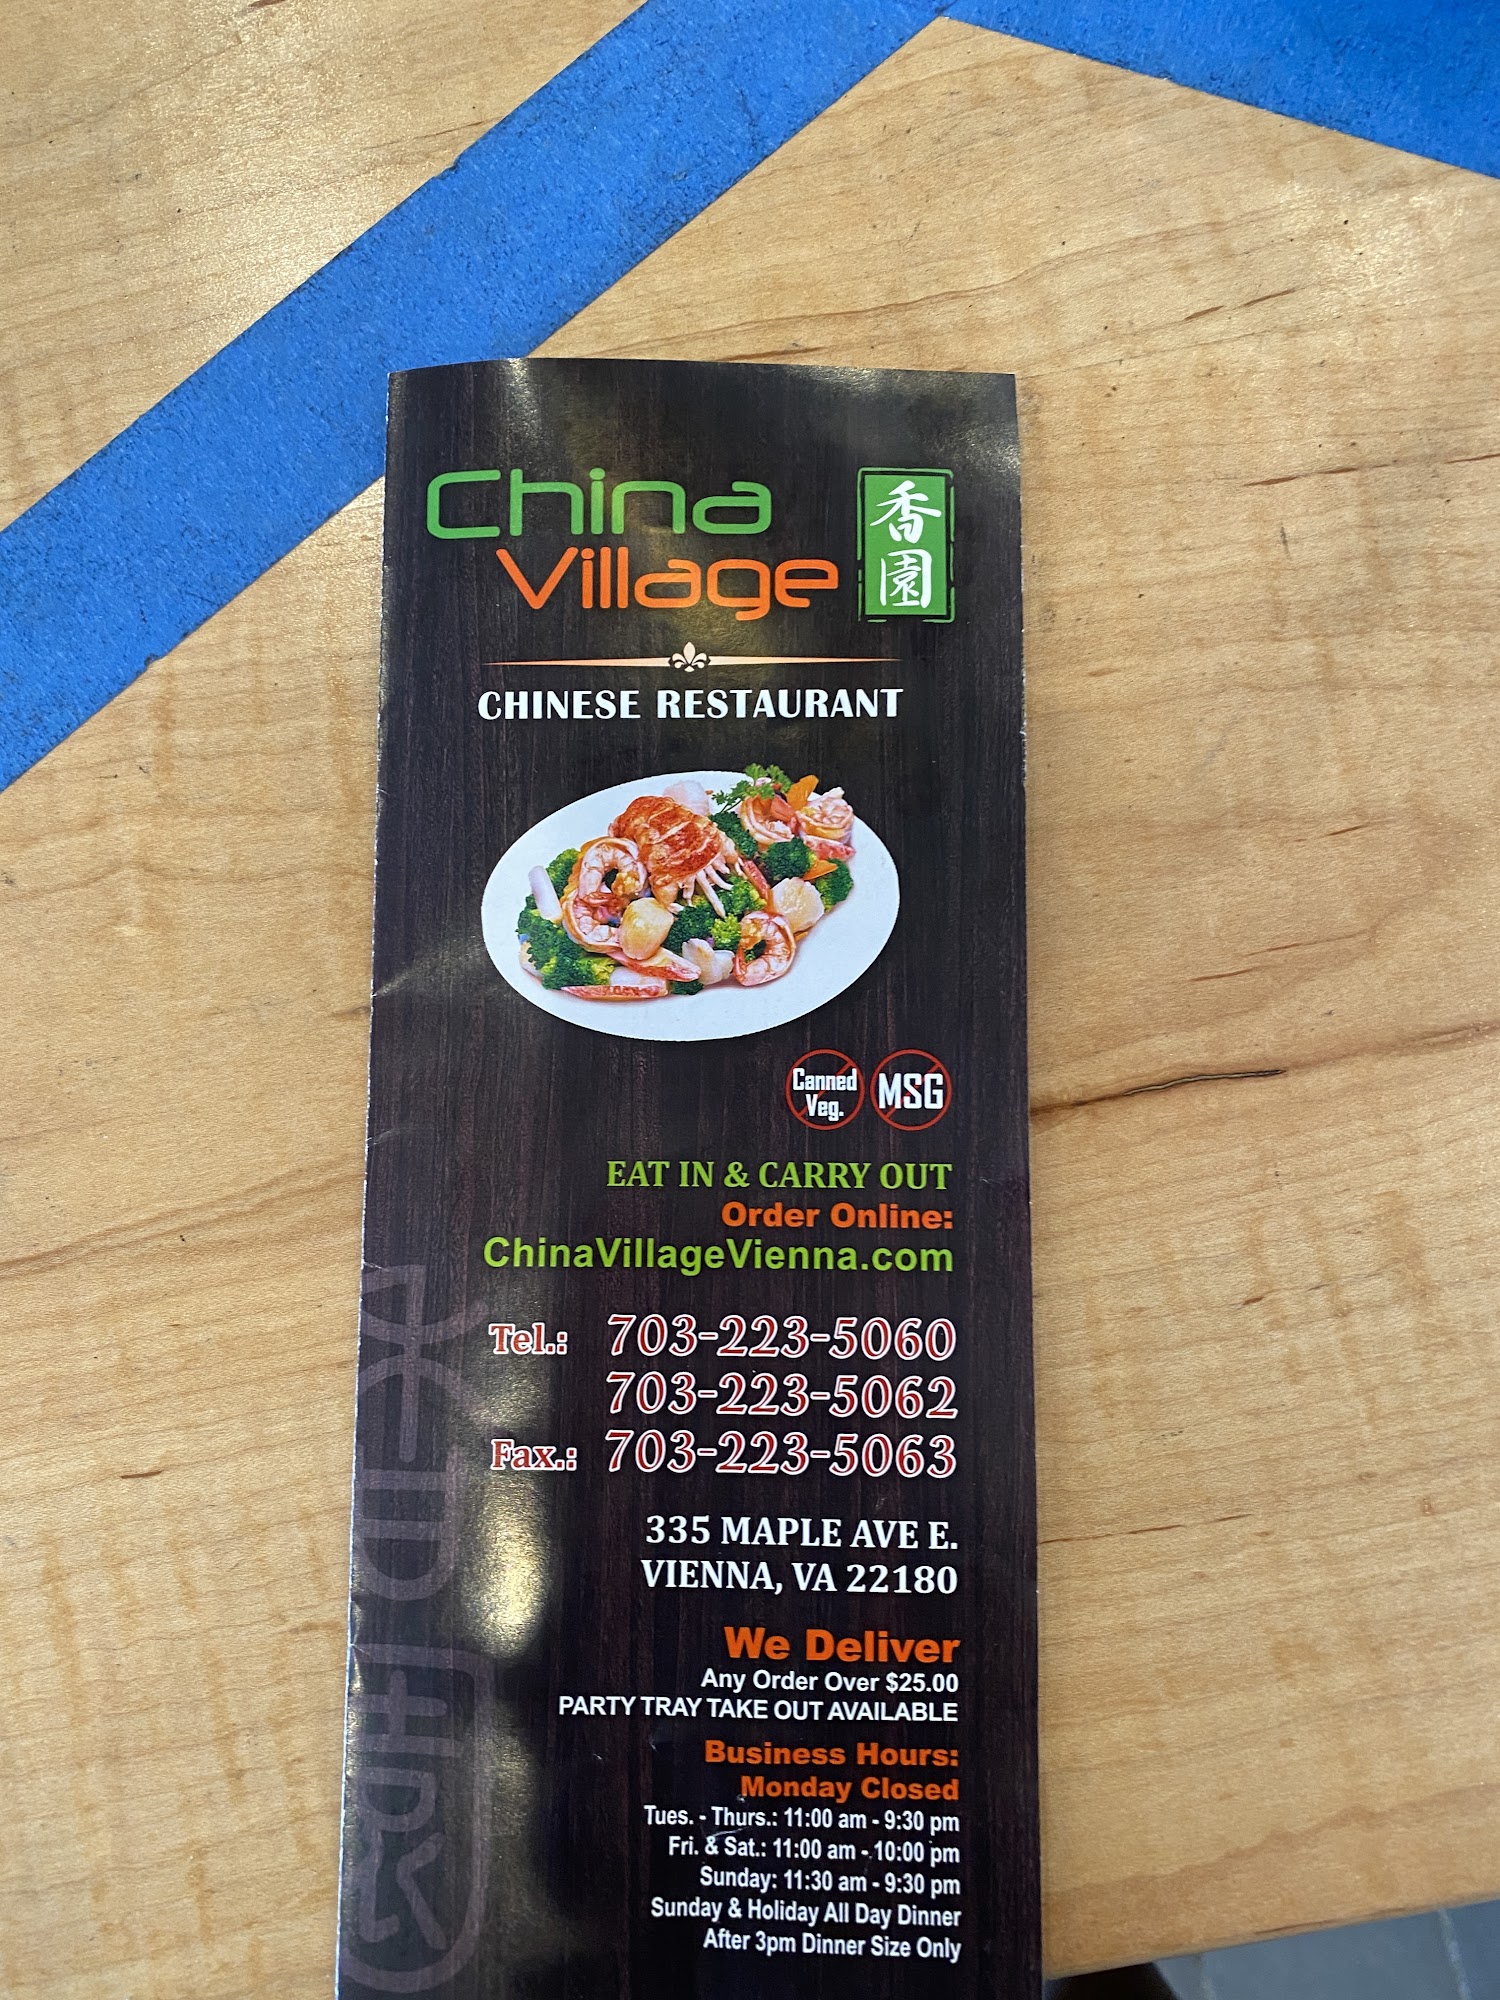 China
Village
香
園
CHINESE RESTAURANT
Canned
Veg.
MSG
EAT IN & CARRY OUT
Order Online:
ChinaVillageVienna.com
Tel.: 703-223-5060
703-223-5062
Fax.: 703-223-5063
335 MAPLE AVE E.
VIENNA, VA 22180
We Deliver
Any Order Over $25.00
PARTY TRAY TAKE OUT AVAILABLE
Business Hours:
Monday Closed
Tues. - Thurs.: 11:00 am - 9:30 pm
Fri. & Sat.: 11:00 am - 10:00 pm
Sunday: 11:30 am - 9:30 pm
Sunday & Holiday All Day Dinner
After 3pm Dinner Size Only